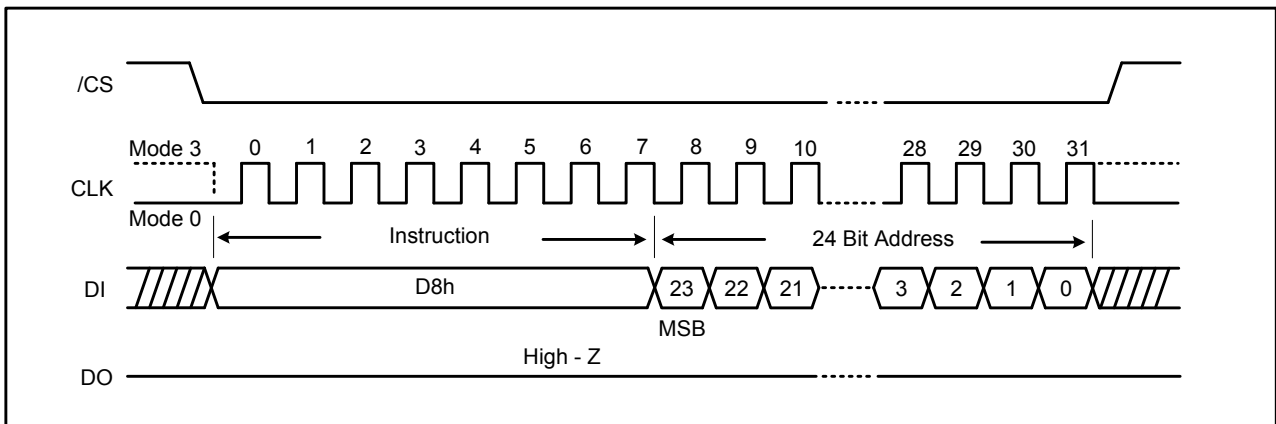 /CS
Mode 3 0 1 2 3 4 5 6 7 8 9 10 28 29 30 31
CLK
Mode 0
Instruction 24 Bit Address
DI D8h 23 22 21 3 2 1 0
MSB
High - Z
DO